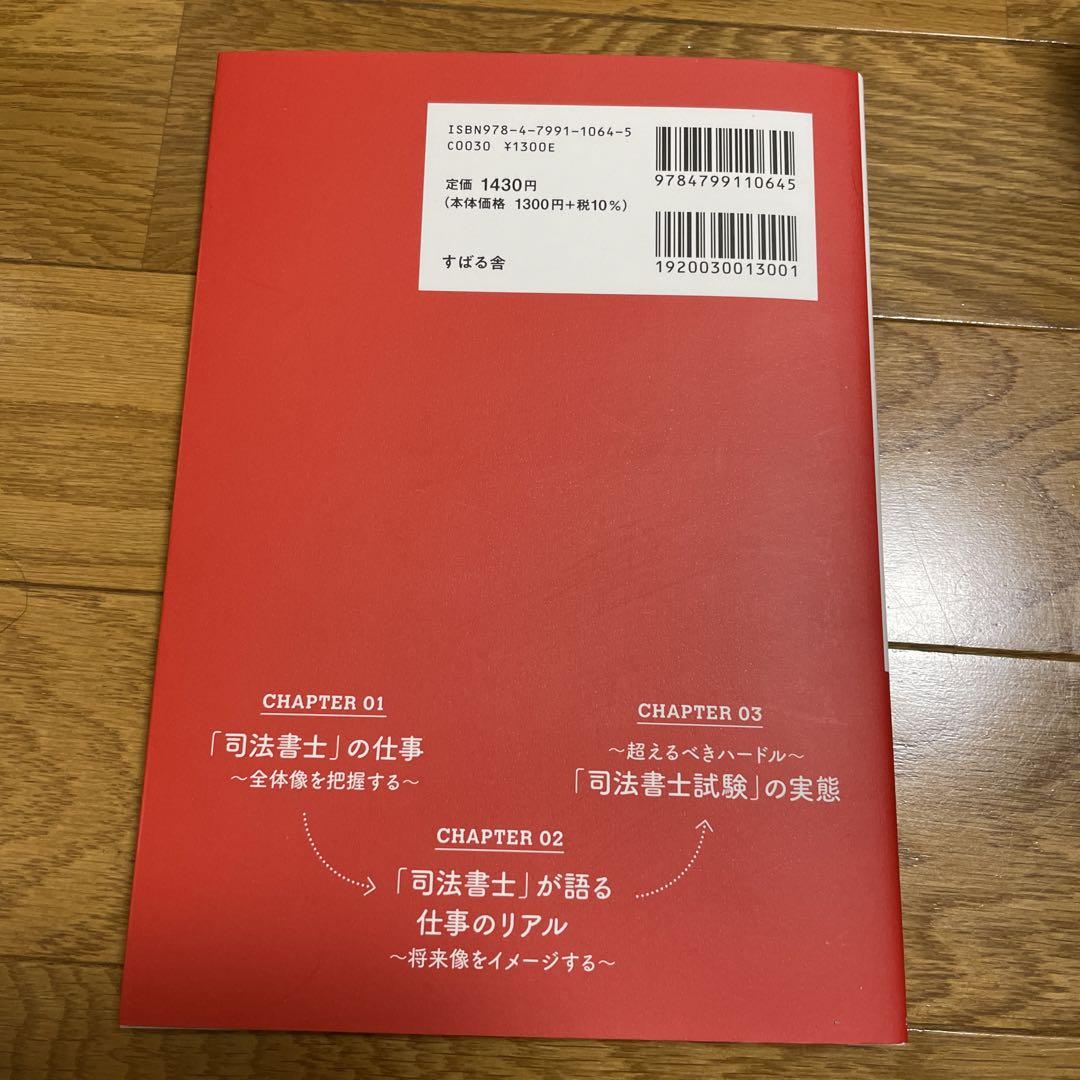 ISBN978-4-7991-1064-5
C0030 ¥1300E
定価 1430円
(本体価格 1300円+税10%)
すばる舎
9784799110645
1920030013001
CHAPTER 01
「司法書士」の仕事
~全体像を把握する~
CHAPTER 02
「司法書士」が語る
仕事のリアル
~将来像をイメージする~
CHAPTER 03
~超えるべきハードル~
「司法書士試験」の実態